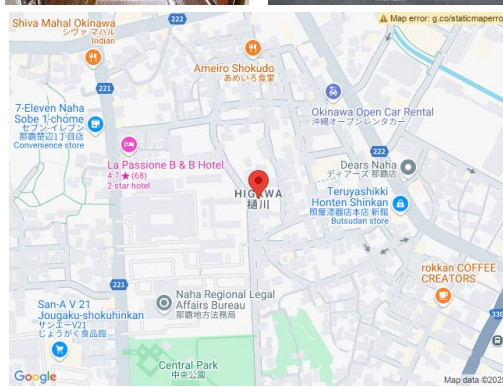 Map error: g.co/staticmaperro
Shiva Mahal Okinawa
シヴァ マハル
Indian
222
Ameiro Shokudo
あめいろ食堂
221
7-Eleven Naha
Sobe 1-chome
セブン-イレブン
那覇楚辺1丁目店
Convenience store
Okinawa Open Car Rental
沖縄オープンレンタカー
222
La Passione B & B Hotel
4.7 ★ (68)
2-star hotel
Dears Naha
ディアーズ 那覇店
HIGAWA
樋川
Teruyashikki
Honten Shinkan
照屋漆器店本店 新館
Butsudan store
rokkan COFFEE
CREATORS
221
Naha Regional Legal
Affairs Bureau
那覇地方法務局
San-A V 21
Jougaku-shokuhinkan
サンエーV21
じょうがく食品館
330
Central Park
中央公園
Google
Map data ©202